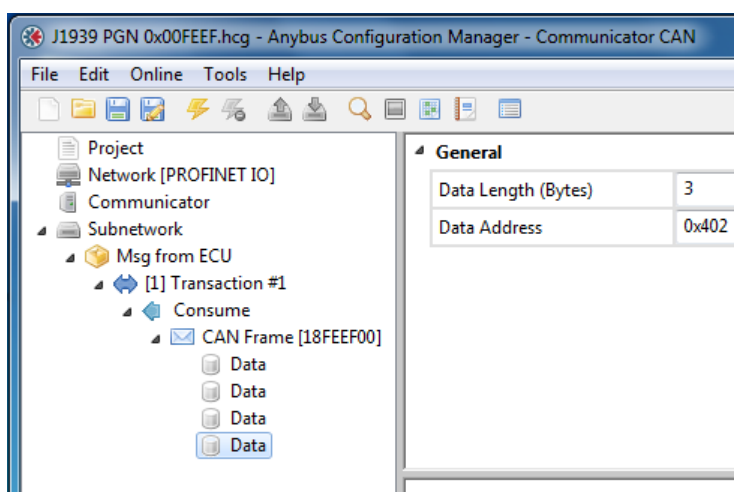 J1939 PGN 0x00FEEF.hcg - Anybus Configuration Manager - Communicator CAN
File Edit Online Tools Help
Project
Network [PROFINET IO]
Communicator
Subnetwork
Msg from ECU
[1] Transaction #1
Consume
CAN Frame [18FEEF00]
Data
Data
Data
Data
General
Data Length (Bytes) 3
Data Address 0x402